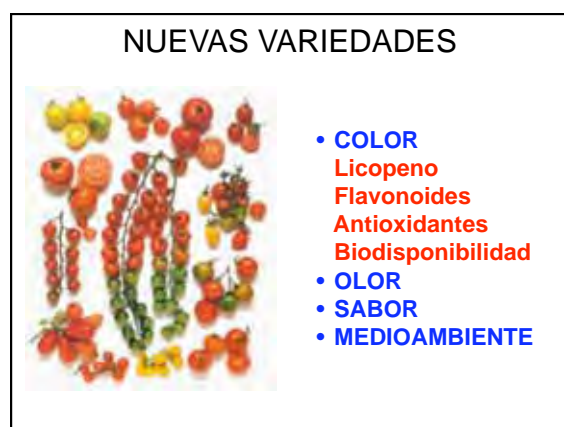 NUEVAS VARIEDADES
• COLOR
Licopeno
Flavonoides
Antioxidantes
Biodisponibilidad
• OLOR
• SABOR
• MEDIOAMBIENTE